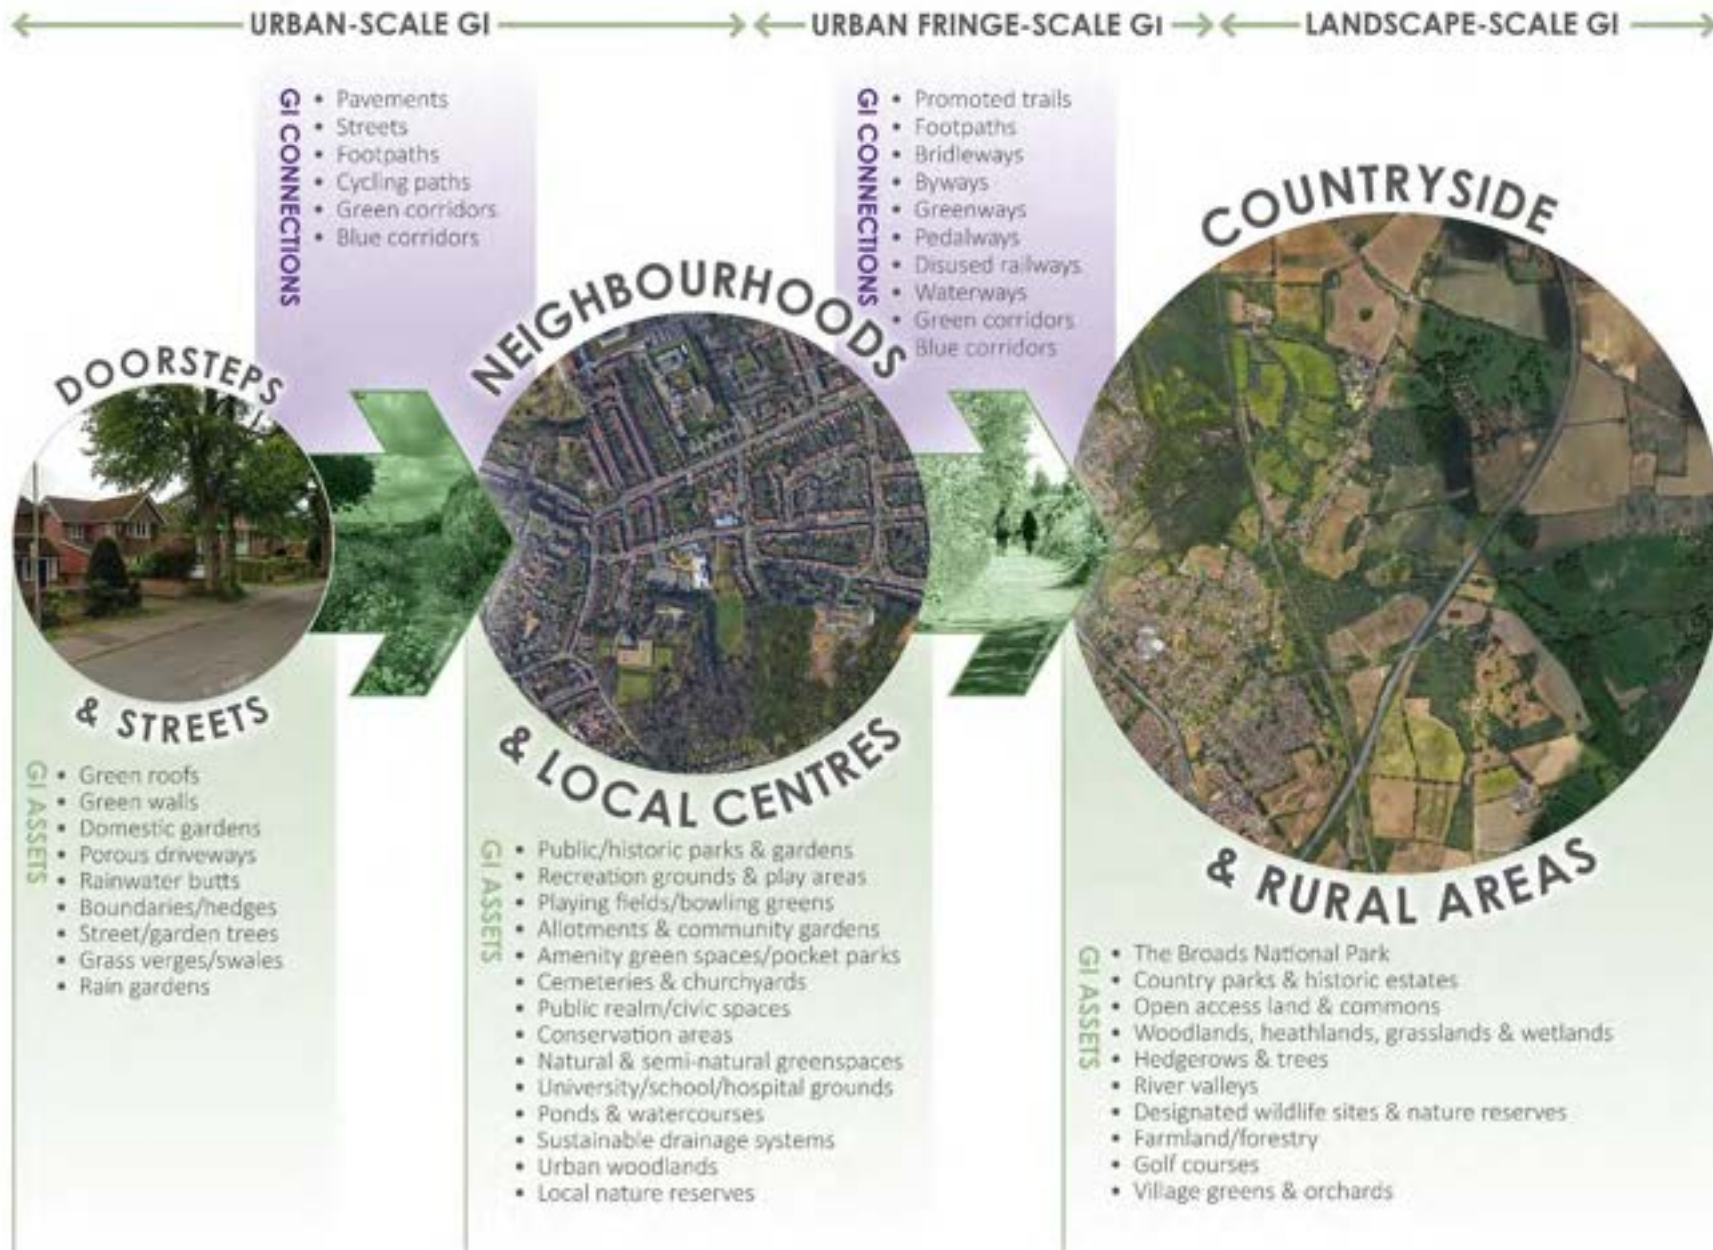 URBAN-SCALE GI
URBAN FRINGE-SCALE GI
LANDSCAPE-SCALE GI
GI CONNECTIONS
• Pavements
• Streets
• Footpaths
• Cycling paths
• Green corridors
• Blue corridors
GI CONNECTIONS
• Promoted trails
• Footpaths
• Bridleways
• Byways
• Greenways
• Pedalways
• Disused railways
• Waterways
• Green corridors
Blue corridors
DOORSTEPS
& STREETS
GI ASSETS
• Green roofs
• Green walls
• Domestic gardens
• Porous driveways
• Rainwater butts
• Boundaries/hedges
• Street/garden trees
• Grass verges/swales
• Rain gardens
NEIGHBOURHOODS
& LOCAL CENTRES
GI ASSETS
• Public/historic parks & gardens
• Recreation grounds & play areas
• Playing fields/bowling greens
• Allotments & community gardens
• Amenity green spaces/pocket parks
• Cemeteries & churchyards
• Public realm/civic spaces
• Conservation areas
• Natural & semi-natural greenspaces
• University/school/hospital grounds
• Ponds & watercourses
• Sustainable drainage systems
• Urban woodlands
• Local nature reserves
COUNTRYSIDE
& RURAL AREAS
GI ASSETS
• The Broads National Park
• Country parks & historic estates
• Open access land & commons
• Woodlands, heathlands, grasslands & wetlands
• Hedgerows & trees
• River valleys
• Designated wildlife sites & nature reserves
• Farmland/forestry
• Golf courses
• Village greens & orchards